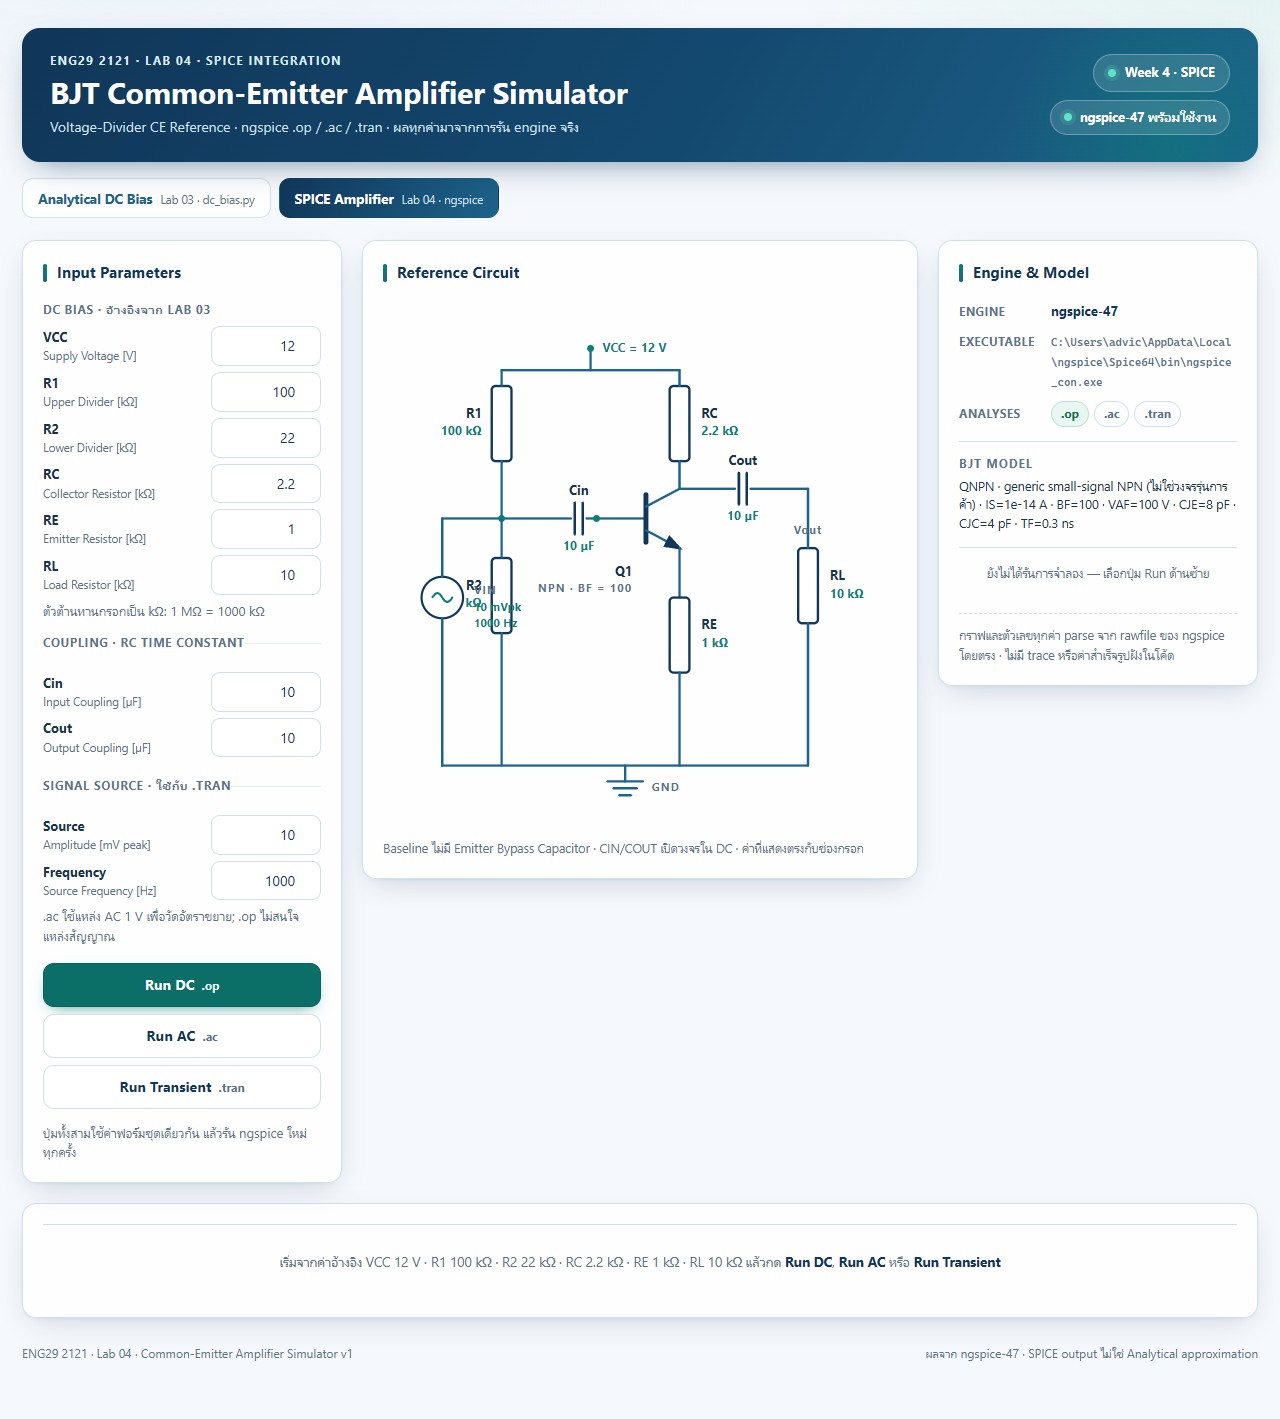 ENG29 2121 · LAB 04 · SPICE INTEGRATION
BJT Common-Emitter Amplifier Simulator
Voltage-Divider CE Reference · ngspice .op / .ac / .tran · ผลทุกค่ามาจากการรัน engine จริง
Week 4 · SPICE
ngspice-47 พร้อมใช้งาน
Analytical DC Bias Lab 03 · dc_bias.py
SPICE Amplifier Lab 04 · ngspice
Input Parameters
DC BIAS · อ้างอิงจาก LAB 03
VCC
Supply Voltage [V]
12
R1
Upper Divider [kΩ]
100
R2
Lower Divider [kΩ]
22
RC
Collector Resistor [kΩ]
2.2
RE
Emitter Resistor [kΩ]
1
RL
Load Resistor [kΩ]
10
ตัวต้านทานกรอกเป็น kΩ: 1 MΩ = 1000 kΩ
COUPLING · RC TIME CONSTANT
Cin
Input Coupling [µF]
10
Cout
Output Coupling [µF]
10
SIGNAL SOURCE · ใช้กับ .TRAN
Source
Amplitude [mV peak]
10
Frequency
Source Frequency [Hz]
1000
.ac ใช้แหล่ง AC 1 V เพื่อวัดอัตราขยาย; .op ไม่สนใจ
แหล่งสัญญาณ
Run DC .op
Run AC .ac
Run Transient .tran
ปุ่มทั้งสามใช้ค่าฟอร์มชุดเดียวกัน แล้วรัน ngspice ใหม่
ทุกครั้ง
Reference Circuit
VCC = 12 V
R1
100 kΩ
RC
2.2 kΩ
Cout
10 µF
Cin
10 µF
Vout
Q1
NPN · BF = 100
R2
kΩ
VIN
10 mVpk
1000 Hz
RL
10 kΩ
RE
1 kΩ
GND
Baseline ไม่มี Emitter Bypass Capacitor · CIN/COUT เปิดวงจรใน DC · ค่าที่แสดงตรงกับช่องกรอก
Engine & Model
ENGINE
ngspice-47
EXECUTABLE
C:\Users\advic\AppData\Local
\ngspice\Spice64\bin\ngspice
_con.exe
ANALYSES
.op .ac .tran
BJT MODEL
QNPN · generic small-signal NPN (ไม่ใช่วงจรรุ่นการ
ค้า) · IS=1e-14 A · BF=100 · VAF=100 V · CJE=8 pF ·
CJC=4 pF · TF=0.3 ns
ยังไม่ได้รันการจำลอง — เลือกปุ่ม Run ด้านซ้าย
กราฟและตัวเลขทุกค่า parse จาก rawfile ของ ngspice
โดยตรง · ไม่มี trace หรือค่าสำเร็จรูปฝังในโค้ด
เริ่มจากค่าอ้างอิง VCC 12 V · R1 100 kΩ · R2 22 kΩ · RC 2.2 kΩ · RE 1 kΩ · RL 10 kΩ แล้วกด Run DC, Run AC หรือ Run Transient
ENG29 2121 · Lab 04 · Common-Emitter Amplifier Simulator v1
ผลจาก ngspice-47 · SPICE output ไม่ใช่ Analytical approximation